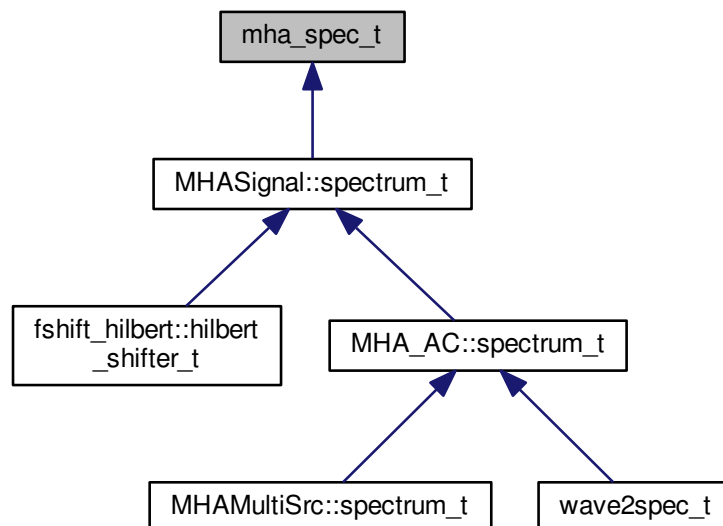 mha_spec_t
MHASignal::spectrum_t
fshift_hilbert::hilbert
_shifter_t
MHA_AC::spectrum_t
MHAMultiSrc::spectrum_t
wave2spec_t